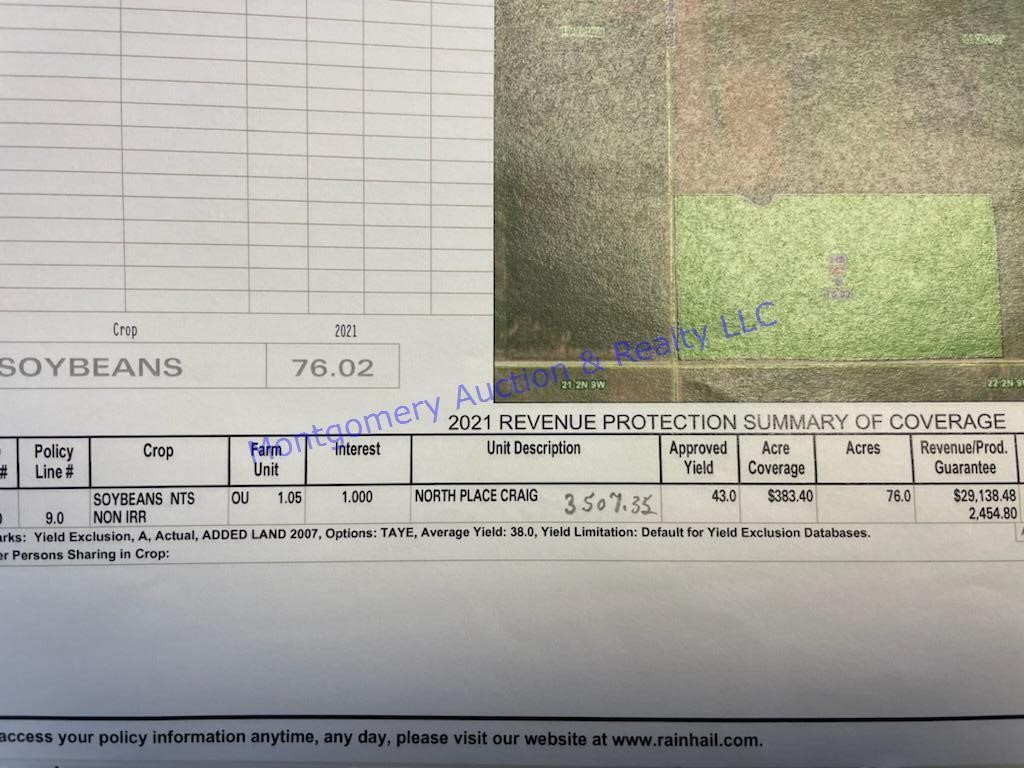 Crop 2021
SOYBEANS 76.02
21 2N 9W
22 2N 9W
Montgomery Auction & Realty LLC
2021 REVENUE PROTECTION SUMMARY OF COVERAGE
# Policy Line # Crop Farm Unit Interest Unit Description Approved Yield Acre Coverage Acres Revenue/Prod. Guarantee
9.0 SOYBEANS NTS NON IRR OU 1.05 1.000 NORTH PLACE CRAIG 3507.35 43.0 $383.40 76.0 $29,138.48 2,454.80
arks: Yield Exclusion, A, Actual, ADDED LAND 2007, Options: TAYE, Average Yield: 38.0, Yield Limitation: Default for Yield Exclusion Databases.
er Persons Sharing in Crop:
access your policy information anytime, any day, please visit our website at www.rainhail.com.